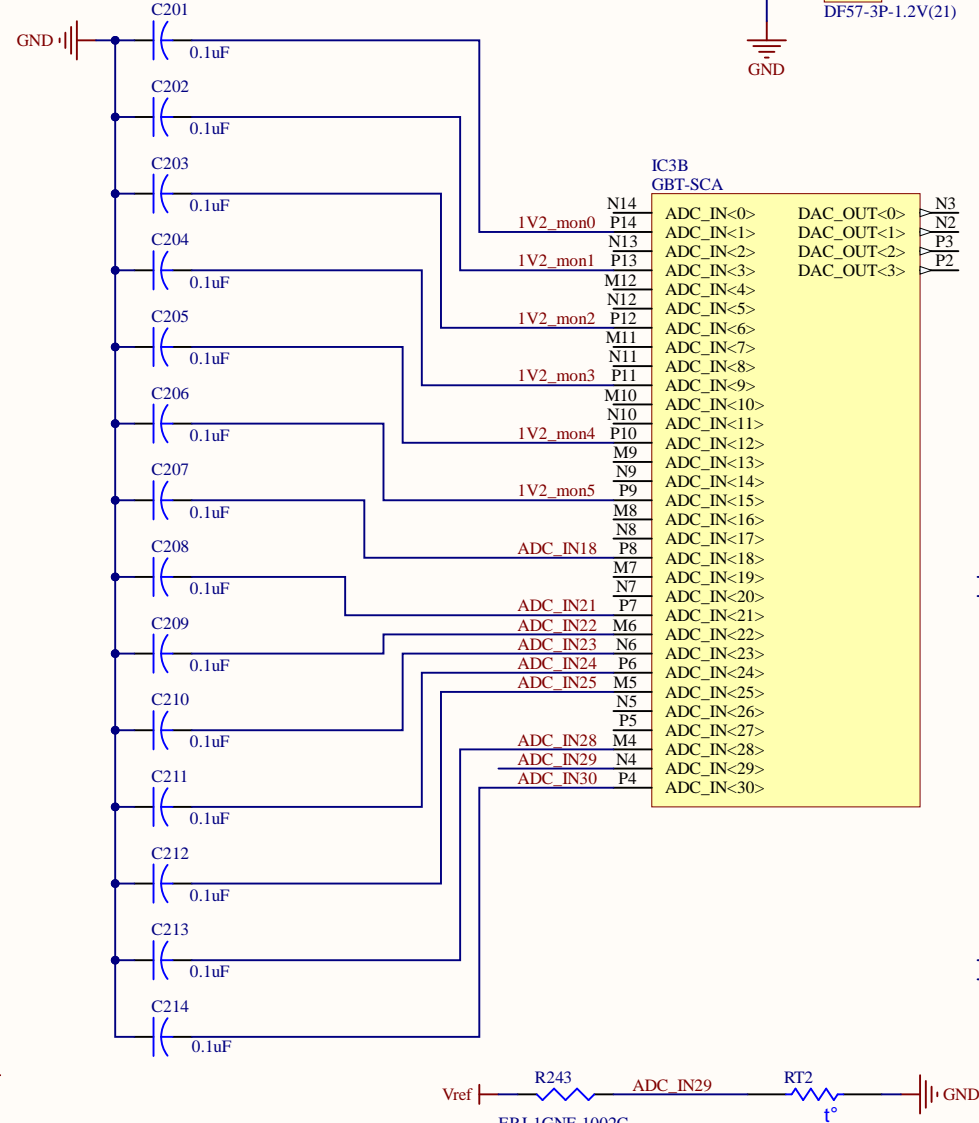 C201
GND
0.1uF
DF57-3P-1.2V(21)
GND
C202
0.1uF
C203
0.1uF
C204
0.1uF
C205
0.1uF
C206
0.1uF
C207
0.1uF
C208
0.1uF
C209
0.1uF
C210
0.1uF
C211
0.1uF
C212
0.1uF
C213
0.1uF
C214
0.1uF
IC3B
GBT-SCA
N14 ADC_IN<0> DAC_OUT<0> N3
1V2_mon0 P14 ADC_IN<1> DAC_OUT<1> N2
N13 ADC_IN<2> DAC_OUT<2> P3
1V2_mon1 P13 ADC_IN<3> DAC_OUT<3> P2
M12 ADC_IN<4>
N12 ADC_IN<5>
1V2_mon2 P12 ADC_IN<6>
M11 ADC_IN<7>
N11 ADC_IN<8>
1V2_mon3 P11 ADC_IN<9>
M10 ADC_IN<10>
N10 ADC_IN<11>
1V2_mon4 P10 ADC_IN<12>
M9 ADC_IN<13>
N9 ADC_IN<14>
1V2_mon5 P9 ADC_IN<15>
M8 ADC_IN<16>
N8 ADC_IN<17>
ADC_IN18 P8 ADC_IN<18>
M7 ADC_IN<19>
N7 ADC_IN<20>
ADC_IN21 P7 ADC_IN<21>
ADC_IN22 M6 ADC_IN<22>
ADC_IN23 N6 ADC_IN<23>
ADC_IN24 P6 ADC_IN<24>
ADC_IN25 M5 ADC_IN<25>
N5 ADC_IN<26>
P5 ADC_IN<27>
ADC_IN28 M4 ADC_IN<28>
ADC_IN29 N4 ADC_IN<29>
ADC_IN30 P4 ADC_IN<30>
R243 ADC_IN29 RT2
Vref GND
t°